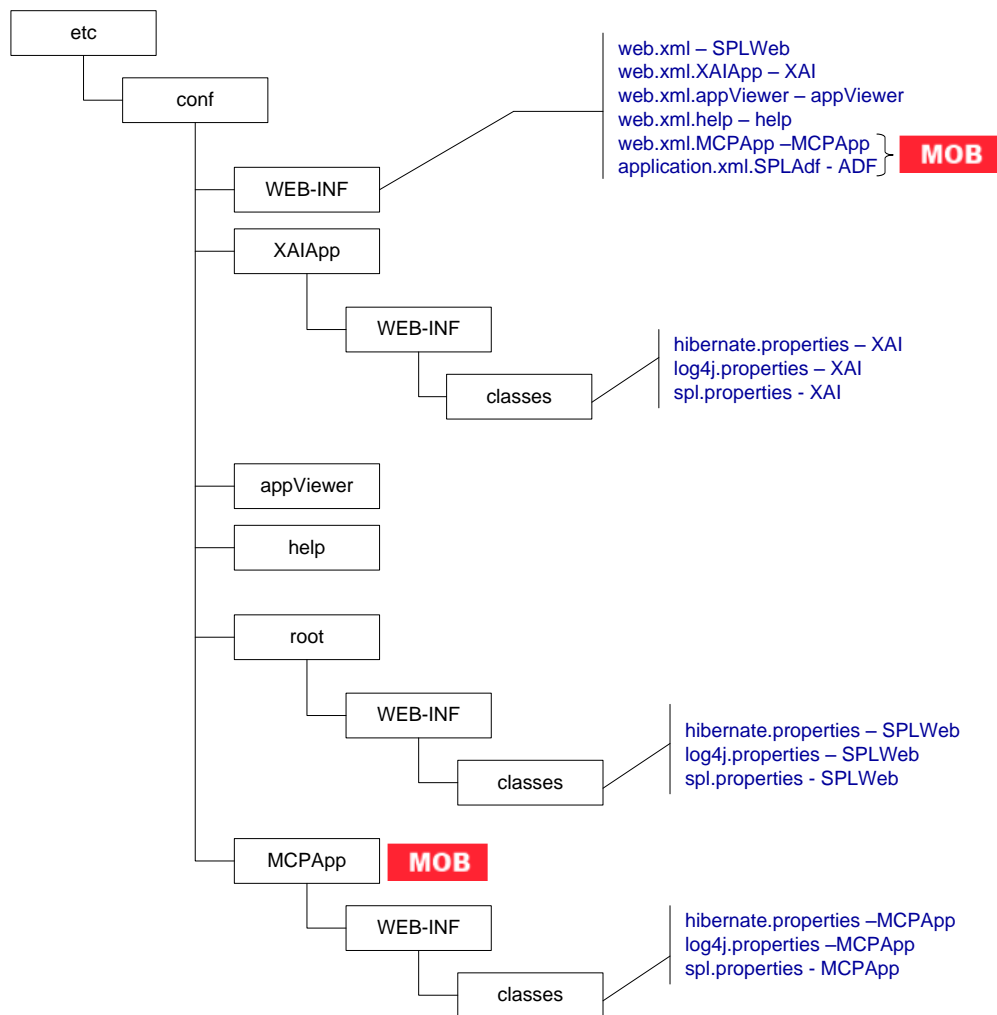 etc
conf
web.xml – SPLWeb
web.xml.XAIApp – XAI
web.xml.appViewer – appViewer
web.xml.help – help
web.xml.MCPApp –MCPApp
application.xml.SPLAdf - ADF
MOB
WEB-INF
XAIApp
WEB-INF
hibernate.properties – XAI
log4j.properties – XAI
spl.properties - XAI
classes
appViewer
help
root
WEB-INF
hibernate.properties – SPLWeb
log4j.properties – SPLWeb
spl.properties - SPLWeb
classes
MCPApp
MOB
WEB-INF
hibernate.properties –MCPApp
log4j.properties –MCPApp
spl.properties - MCPApp
classes